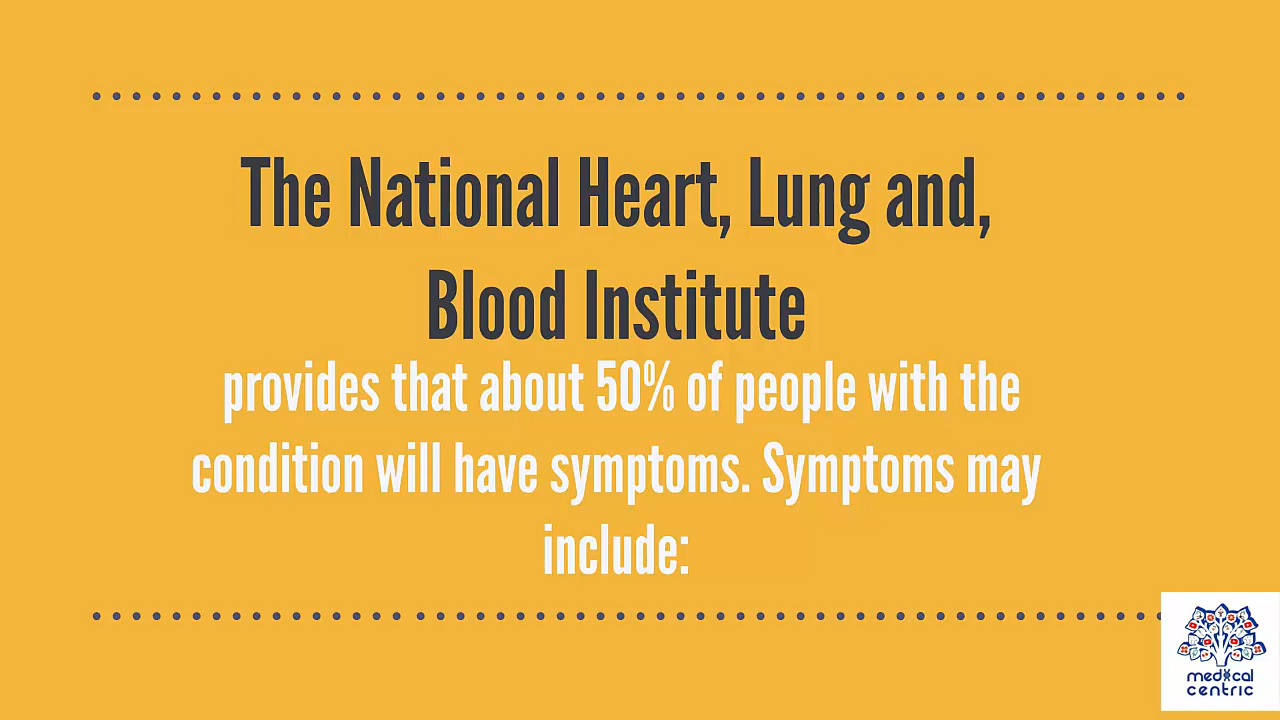 The National Heart, Lung and,
Blood Institute
provides that about 50% of people with the
condition will have symptoms. Symptoms may
include:
medical
centric